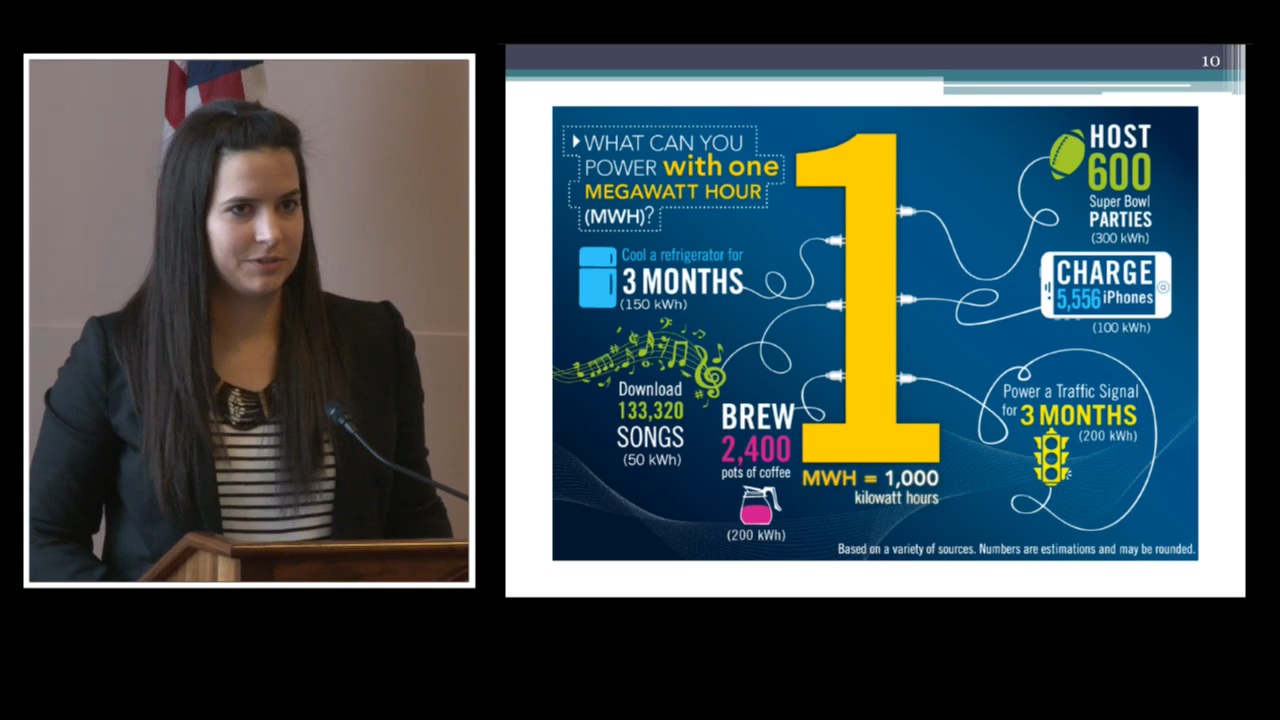 10
WHAT CAN YOU
POWER with one
MEGAWATT HOUR
(MWH)?
Cool a refrigerator for
3 MONTHS
(150 kWh)
Download
133,320
SONGS
(50 kWh)
BREW
2,400
pots of coffee
(200 kWh)
1
MWH = 1,000
kilowatt hours
HOST
600
Super Bowl
PARTIES
(300 kWh)
CHARGE
5,556 iPhones
(100 kWh)
Power a Traffic Signal
for 3 MONTHS
(200 kWh)
Based on a variety of sources. Numbers are estimations and may be rounded.